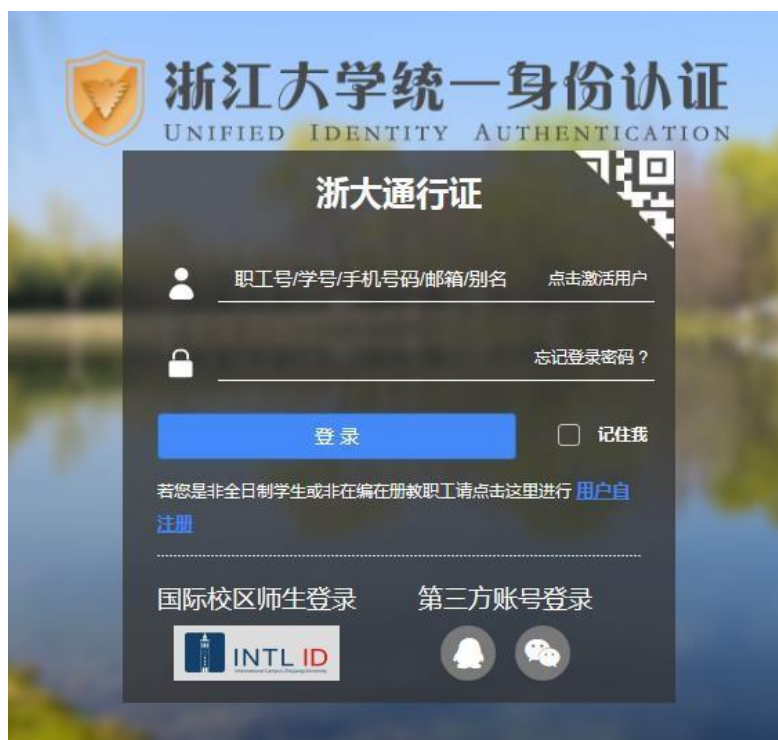 浙江大学统一身份认证
UNIFIED IDENTITY AUTHENTICATION
浙大通行证
职工号/学号/手机号码/邮箱/别名 点击激活用户
忘记登录密码？
登录 记住我
若您是非全日制学生或非在编在册教职工请点击这里进行 用户自
注册
国际校区师生登录 第三方账号登录
INTL ID
International Campus Zhejiang University